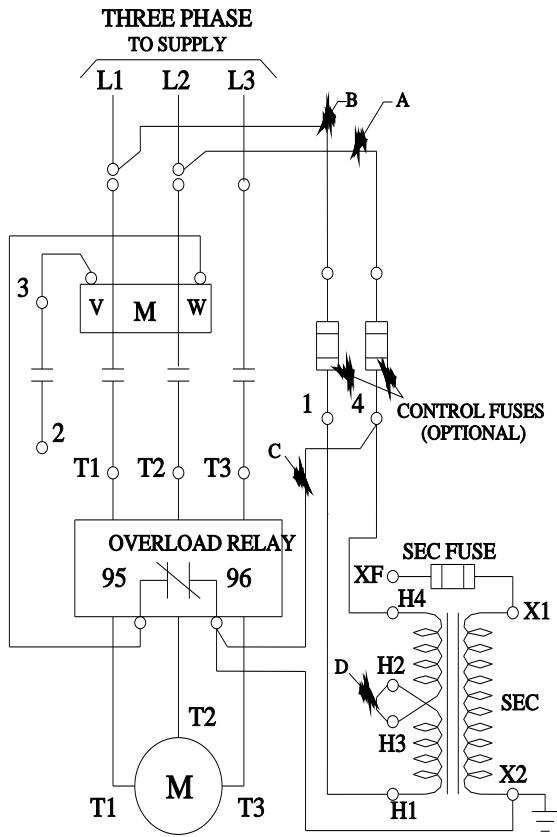 THREE PHASE
TO SUPPLY
L1 L2 L3
B A
3
V M W
2
1 4
CONTROL FUSES
(OPTIONAL)
C
T1 T2 T3
OVERLOAD RELAY
95 96
SEC FUSE
XF
H4 X1
D H2
SEC
H3
T2
X2
M
T1 T3
H1